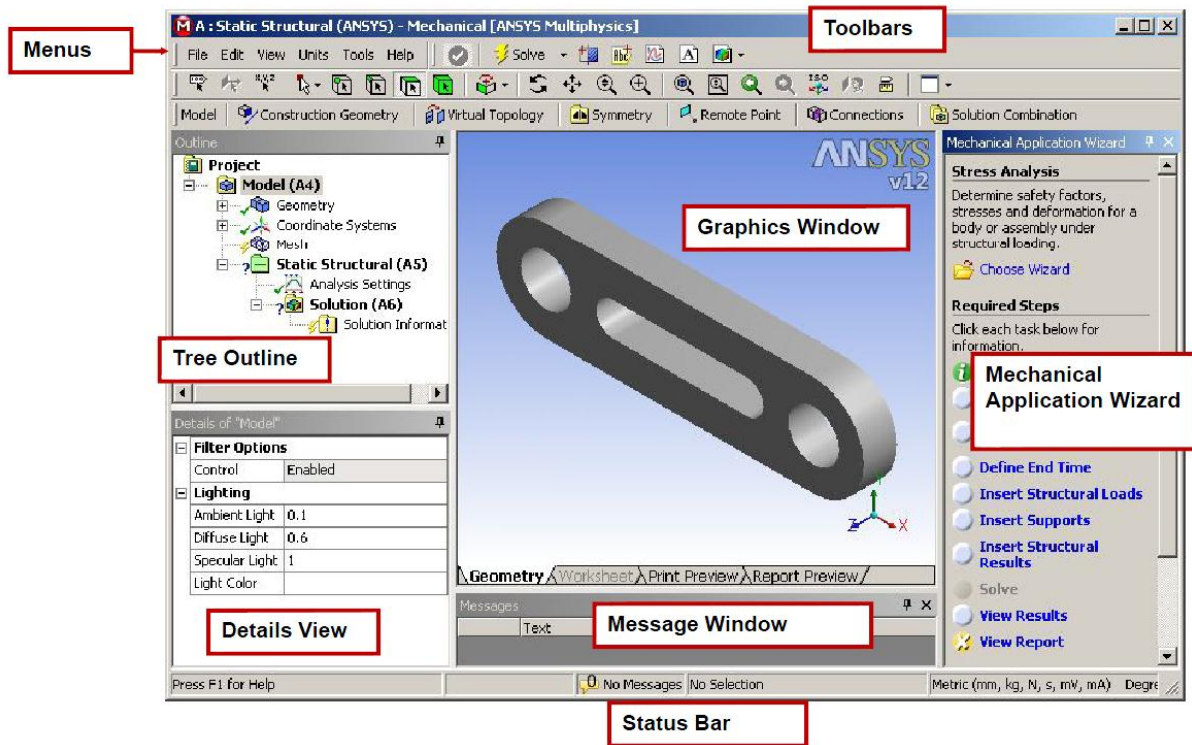 A : Static Structural (ANSYS) - Mechanical [ANSYS Multiphysics]
Toolbars
Menus
File Edit View Units Tools Help Solve
Model Construction Geometry Virtual Topology Symmetry Remote Point Connections Solution Combination
Outline
Project
Model (A4)
Geometry
Coordinate Systems
Mesh
Static Structural (A5)
Analysis Settings
Solution (A6)
Solution Informat
Tree Outline
Details of "Model"
Filter Options
Control Enabled
Lighting
Ambient Light 0.1
Diffuse Light 0.6
Specular Light 1
Light Color
Details View
ANSYS
v12
Graphics Window
Y
Z X
Geometry Worksheet Print Preview Report Preview
Messages
Text
Message Window
Mechanical Application Wizard
Stress Analysis
Determine safety factors,
stresses and deformation for a
body or assembly under
structural loading.
Choose Wizard
Required Steps
Click each task below for
information.
Mechanical
Application Wizard
Define End Time
Insert Structural Loads
Insert Supports
Insert Structural
Results
Solve
View Results
View Report
Press F1 for Help 0 No Messages No Selection Metric (mm, kg, N, s, mV, mA) Degre
Status Bar